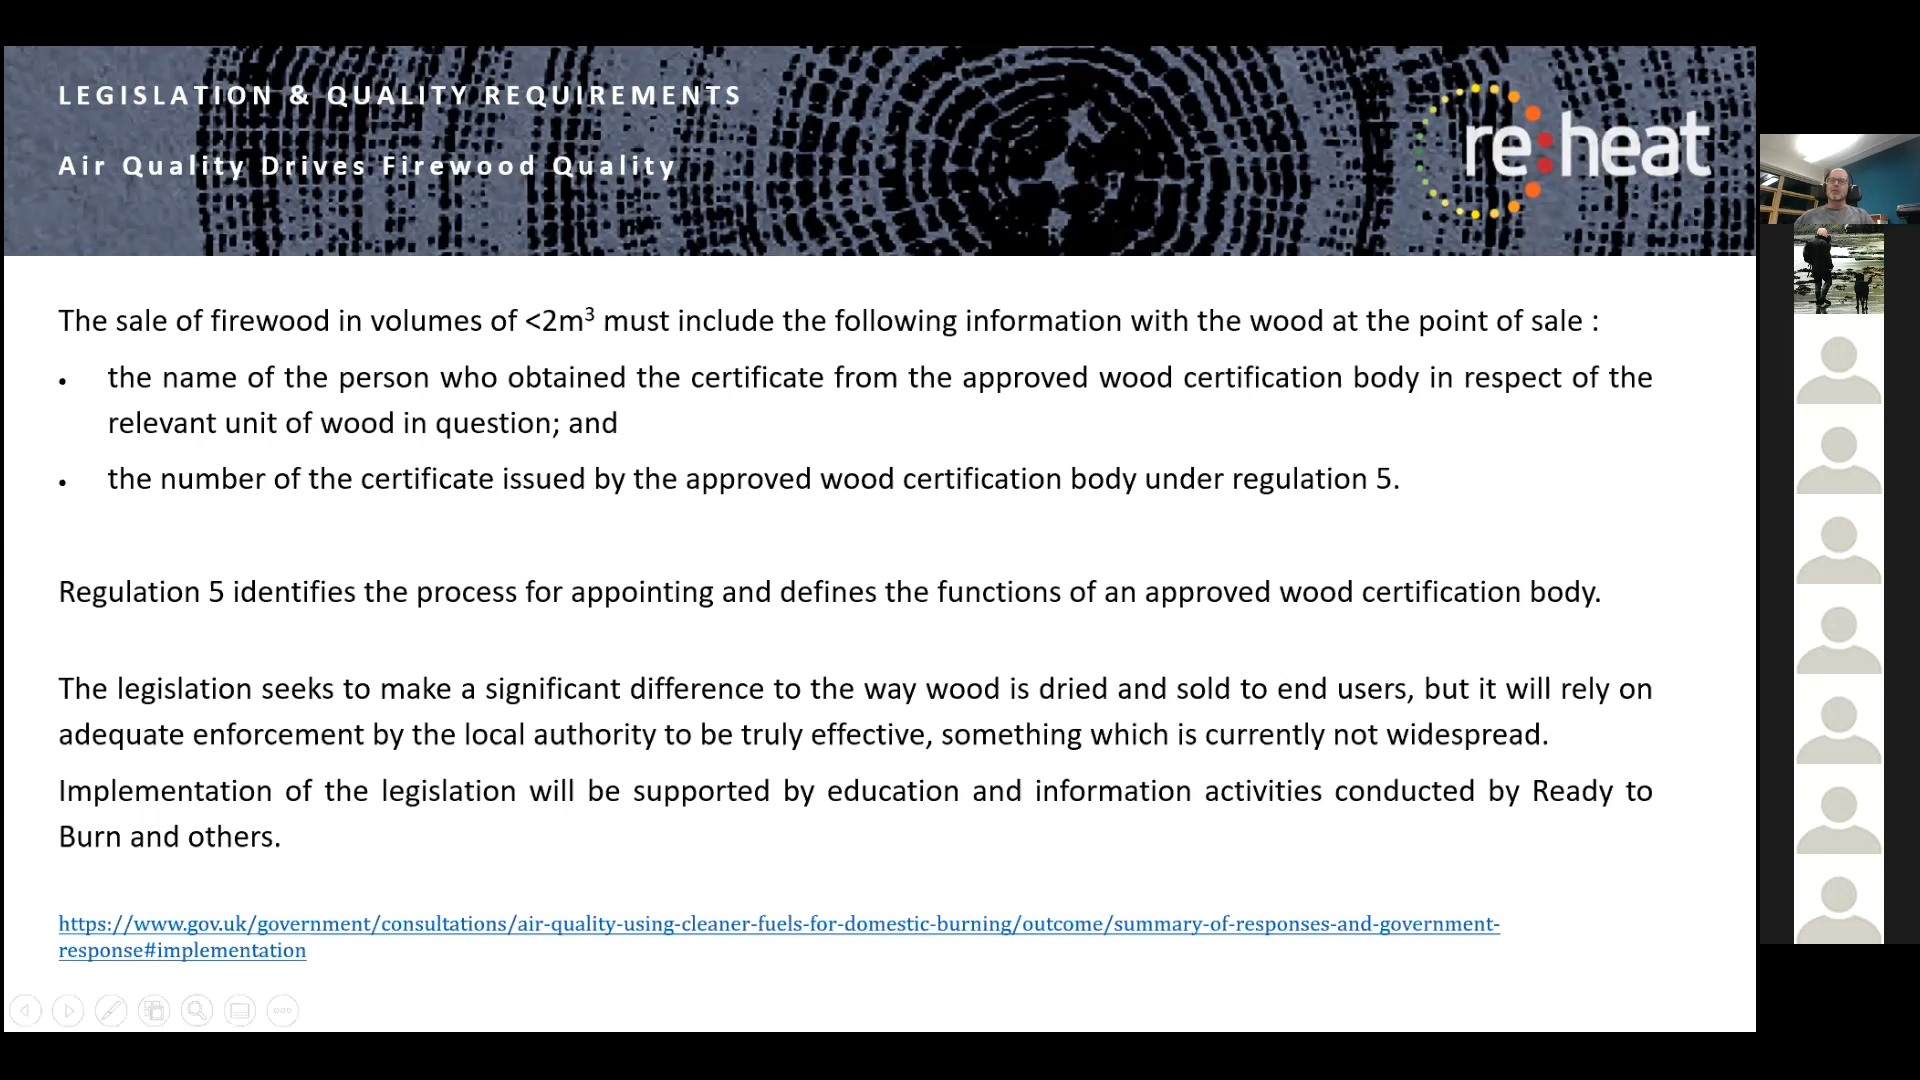 LEGISLATION & QUALITY REQUIREMENTS
Air Quality Drives Firewood Quality
re:heat
The sale of firewood in volumes of <2m³ must include the following information with the wood at the point of sale :
• the name of the person who obtained the certificate from the approved wood certification body in respect of the
relevant unit of wood in question; and
• the number of the certificate issued by the approved wood certification body under regulation 5.
Regulation 5 identifies the process for appointing and defines the functions of an approved wood certification body.
The legislation seeks to make a significant difference to the way wood is dried and sold to end users, but it will rely on
adequate enforcement by the local authority to be truly effective, something which is currently not widespread.
Implementation of the legislation will be supported by education and information activities conducted by Ready to
Burn and others.
https://www.gov.uk/government/consultations/air-quality-using-cleaner-fuels-for-domestic-burning/outcome/summary-of-responses-and-government-
response#implementation